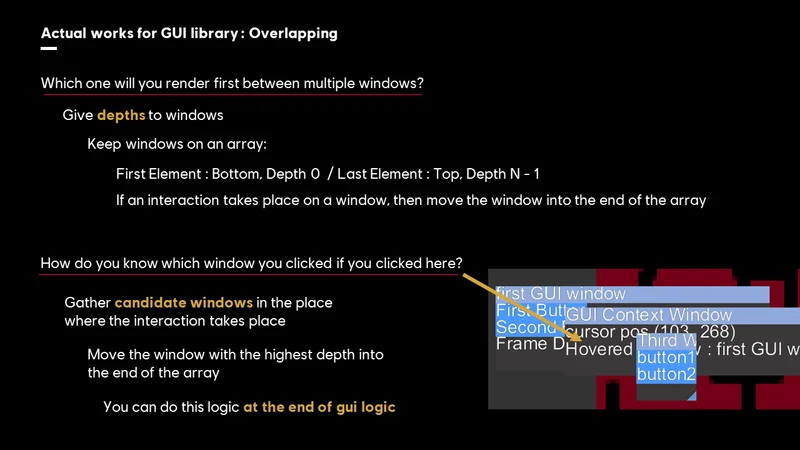 Actual works for GUI library : Overlapping
Which one will you render first between multiple windows?
Give depths to windows
Keep windows on an array:
First Element : Bottom, Depth 0 / Last Element : Top, Depth N - 1
If an interaction takes place on a window, then move the window into the end of the array
How do you know which window you clicked if you clicked here?
Gather candidate windows in the place
where the interaction takes place
Move the window with the highest depth into
the end of the array
You can do this logic at the end of gui logic
first GUI window
First But
GUI Context Window
Second
cursor pos (103, 268)
Frame D
Hovered w : first GUI w
Third W
button1
button2